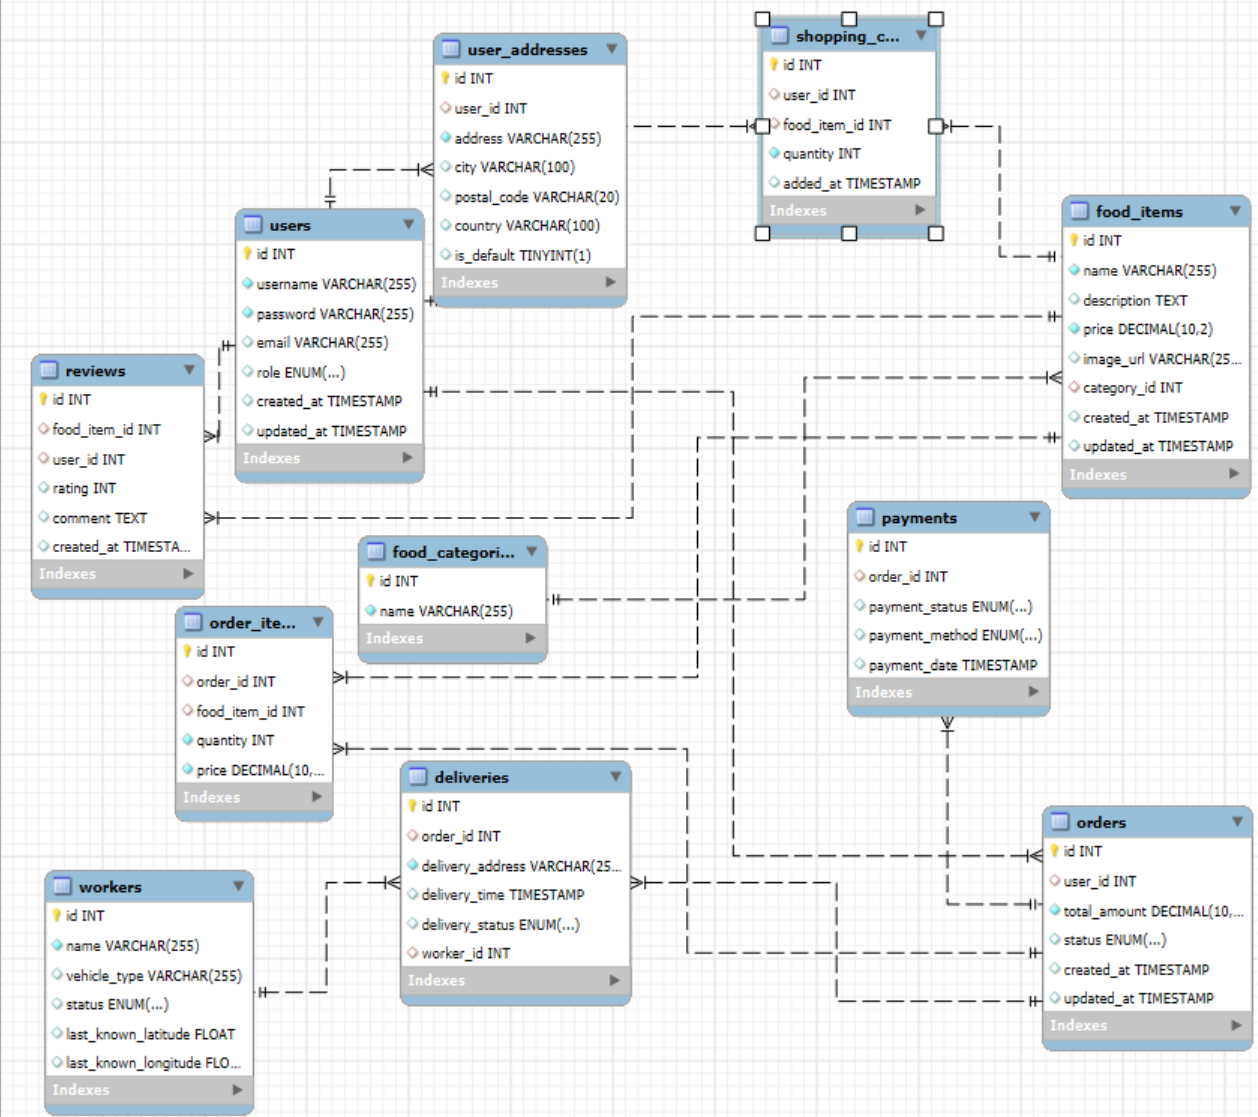 user_addresses
id INT
user_id INT
address VARCHAR(255)
city VARCHAR(100)
postal_code VARCHAR(20)
country VARCHAR(100)
is_default TINYINT(1)
Indexes
shopping_c...
id INT
user_id INT
food_item_id INT
quantity INT
added_at TIMESTAMP
Indexes
food_items
id INT
name VARCHAR(255)
description TEXT
price DECIMAL(10,2)
image_url VARCHAR(25...
category_id INT
created_at TIMESTAMP
updated_at TIMESTAMP
Indexes
users
id INT
username VARCHAR(255)
password VARCHAR(255)
email VARCHAR(255)
role ENUM(...)
created_at TIMESTAMP
updated_at TIMESTAMP
Indexes
reviews
id INT
food_item_id INT
user_id INT
rating INT
comment TEXT
created_at TIMESTA...
Indexes
food_categori...
id INT
name VARCHAR(255)
Indexes
payments
id INT
order_id INT
payment_status ENUM(...)
payment_method ENUM(...)
payment_date TIMESTAMP
Indexes
order_ite...
id INT
order_id INT
food_item_id INT
quantity INT
price DECIMAL(10,...
Indexes
deliveries
id INT
order_id INT
delivery_address VARCHAR(25...
delivery_time TIMESTAMP
delivery_status ENUM(...)
worker_id INT
Indexes
orders
id INT
user_id INT
total_amount DECIMAL(10,...
status ENUM(...)
created_at TIMESTAMP
updated_at TIMESTAMP
Indexes
workers
id INT
name VARCHAR(255)
vehicle_type VARCHAR(255)
status ENUM(...)
last_known_latitude FLOAT
last_known_longitude FLO...
Indexes